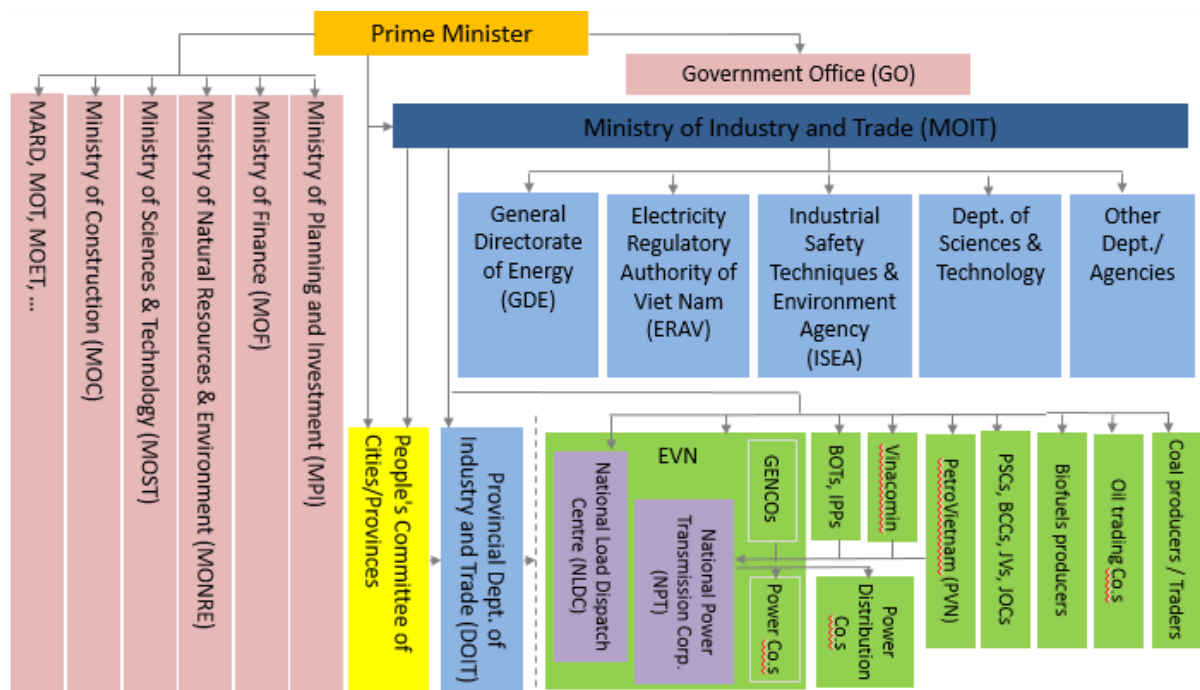 Prime Minister
Government Office (GO)
Ministry of Industry and Trade (MOIT)
MARD, MOT, MOET, ...
Ministry of Construction (MOC)
Ministry of Sciences & Technology (MOST)
Ministry of Natural Resources & Environment (MONRE)
Ministry of Finance (MOF)
Ministry of Planning and Investment (MPI)
General
Directorate
of Energy
(GDE)
Electricity
Regulatory
Authority of
Viet Nam
(ERAV)
Industrial
Safety
Techniques &
Environment
Agency
(ISEA)
Dept. of
Sciences &
Technology
Other
Dept./
Agencies
People's Committee of
Cities/Provinces
Provincial Dept. of
Industry and Trade (DOIT)
EVN
National Load Dispatch
Centre (NLDC)
National Power
Transmission Corp.
(NPT)
GENCOs
Power Co.s
BOTs, IPPs
Vinacomin
Power
Distribution
Co.s
PetroVietnam (PVN)
PSCs, BCCs, JVs, JOCs
Biofuels producers
Oil trading Co.s
Coal producers / Traders